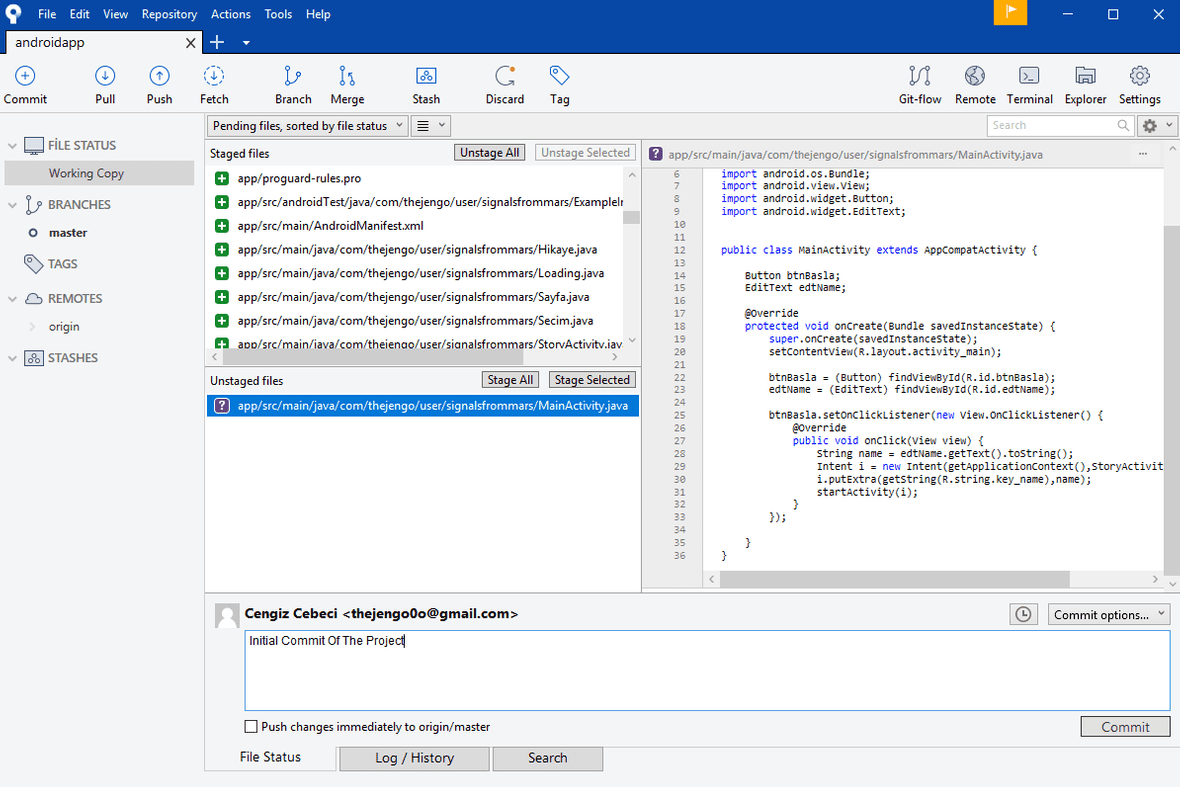 File Edit View Repository Actions Tools Help
androidapp
Commit Pull Push Fetch Branch Merge Stash Discard Tag Git-flow Remote Terminal Explorer Settings
FİLE STATUS
Working Copy
BRANCHES
master
TAGS
REMOTES
origin
STASHES
Pending files, sorted by file status
Search
Staged files Unstage All Unstage Selected
app/proguard-rules.pro
app/src/androidTest/java/com/thejengo/user/signalsfrommars/ExampleIn
app/src/main/AndroidManifest.xml
app/src/main/java/com/thejengo/user/signalsfrommars/Hikaye.java
app/src/main/java/com/thejengo/user/signalsfrommars/Loading.java
app/src/main/java/com/thejengo/user/signalsfrommars/Sayfa.java
app/src/main/java/com/thejengo/user/signalsfrommars/Secim.java
app/src/main/java/com/thejengo/user/signalsfrommars/StoryActivity.jav
Unstaged files Stage All Stage Selected
? app/src/main/java/com/thejengo/user/signalsfrommars/MainActivity.java
? app/src/main/java/com/thejengo/user/signalsfrommars/MainActivity.java ...
6 import android.os.Bundle;
7 import android.view.View;
8 import android.widget.Button;
9 import android.widget.EditText;
10
11
12 public class MainActivity extends AppCompatActivity {
13
14 Button btnBasla;
15 EditText edtName;
16
17 @Override
18 protected void onCreate(Bundle savedInstanceState) {
19 super.onCreate(savedInstanceState);
20 setContentView(R.layout.activity_main);
21
22 btnBasla = (Button) findViewById(R.id.btnBasla);
23 edtName = (EditText) findViewById(R.id.edtName);
24
25 btnBasla.setOnClickListener(new View.OnClickListener() {
26 @Override
27 public void onClick(View view) {
28 String name = edtName.getText().toString();
29 Intent i = new Intent(getApplicationContext(),StoryActivit
30 i.putExtra(getString(R.string.key_name),name);
31 startActivity(i);
32 }
33 });
34
35 }
36 }
Cengiz Cebeci <thejengo0o@gmail.com>
Commit options...
Initial Commit Of The Project
Push changes immediately to origin/master
Commit
File Status Log / History Search